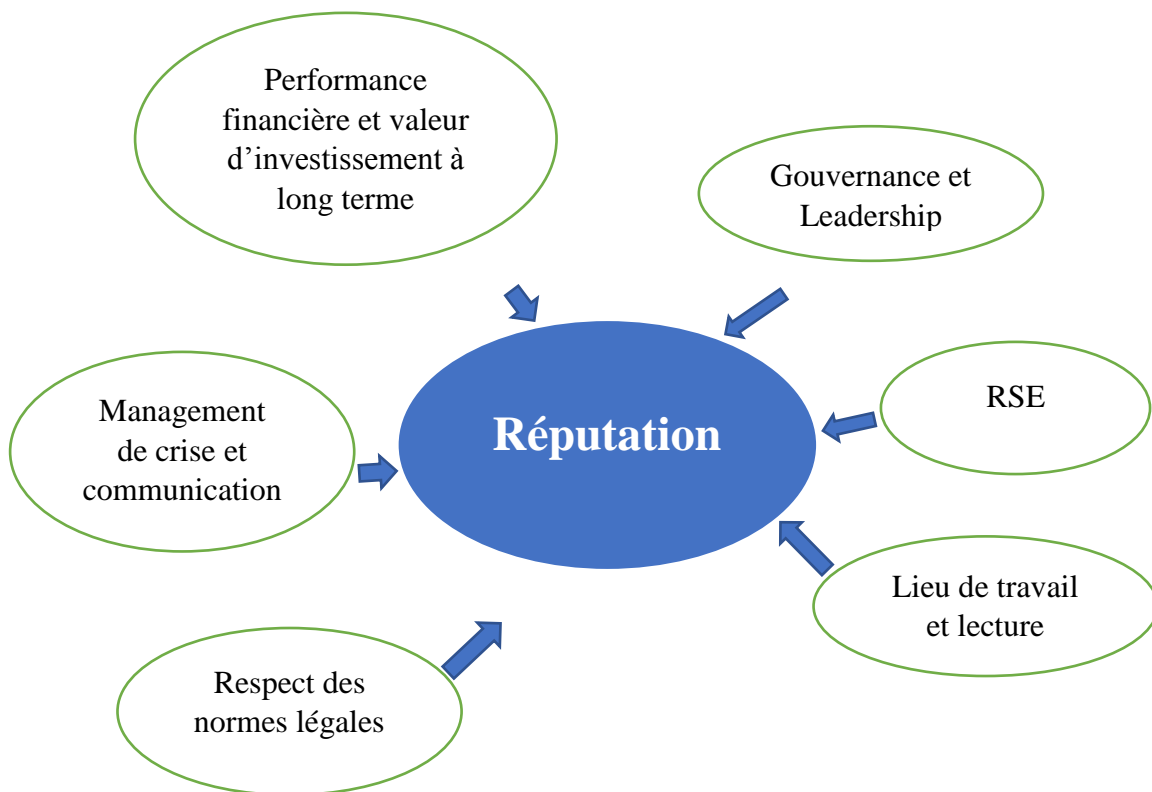 Performance
financière et valeur
d’investissement à
long terme
Gouvernance et
Leadership
RSE
Réputation
Management
de crise et
communication
Lieu de travail
et lecture
Respect des
normes légales